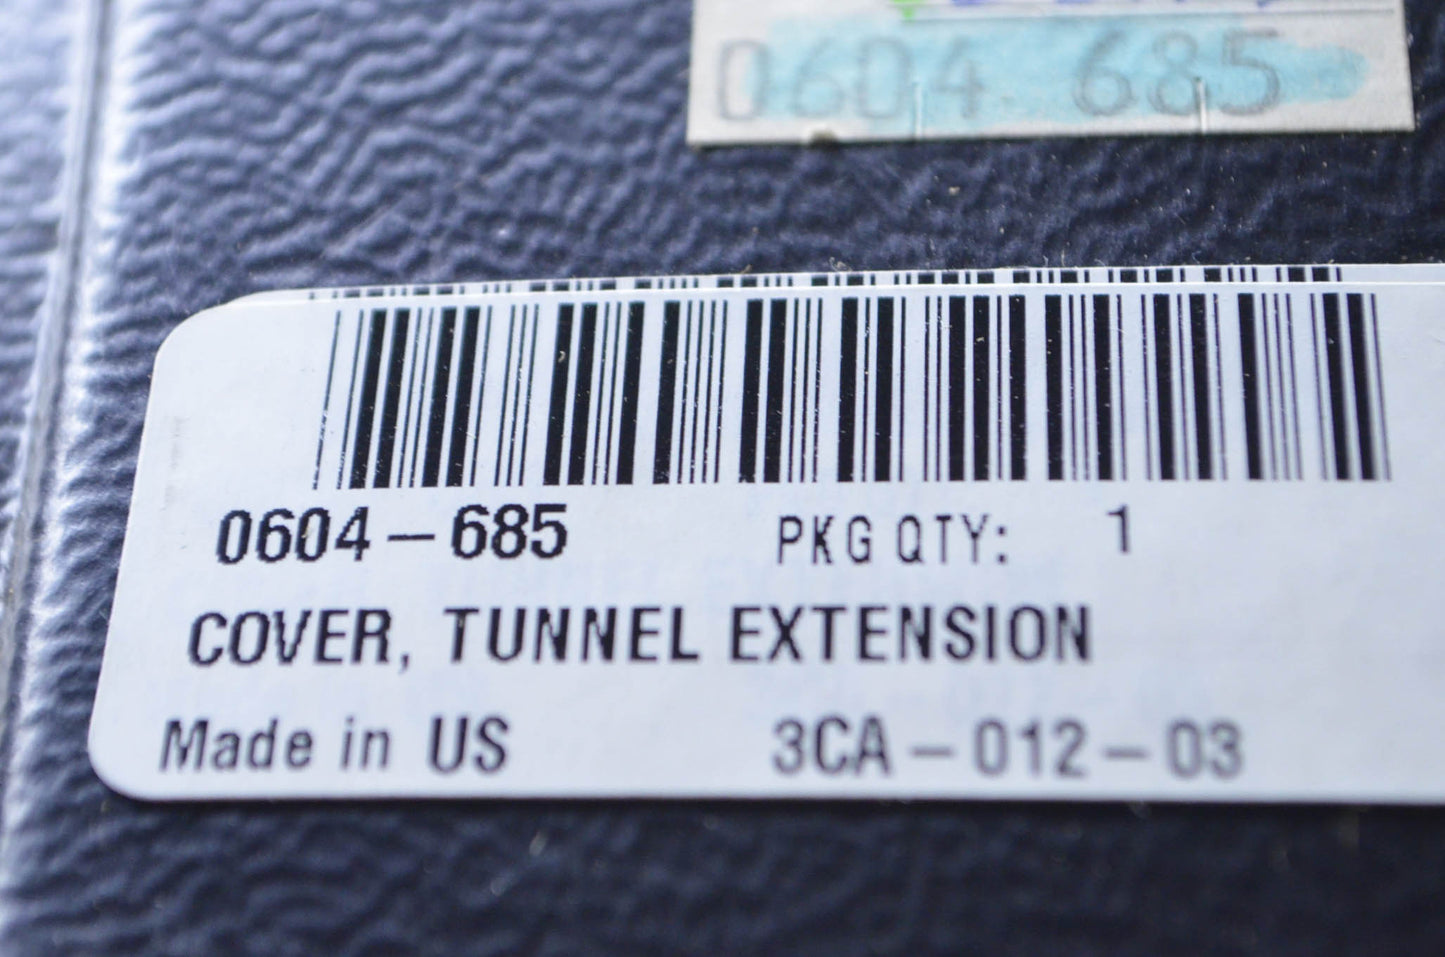 0604 685
0604-685 PKG QTY: 1
COVER, TUNNEL EXTENSION
Made in US 3CA-012-03